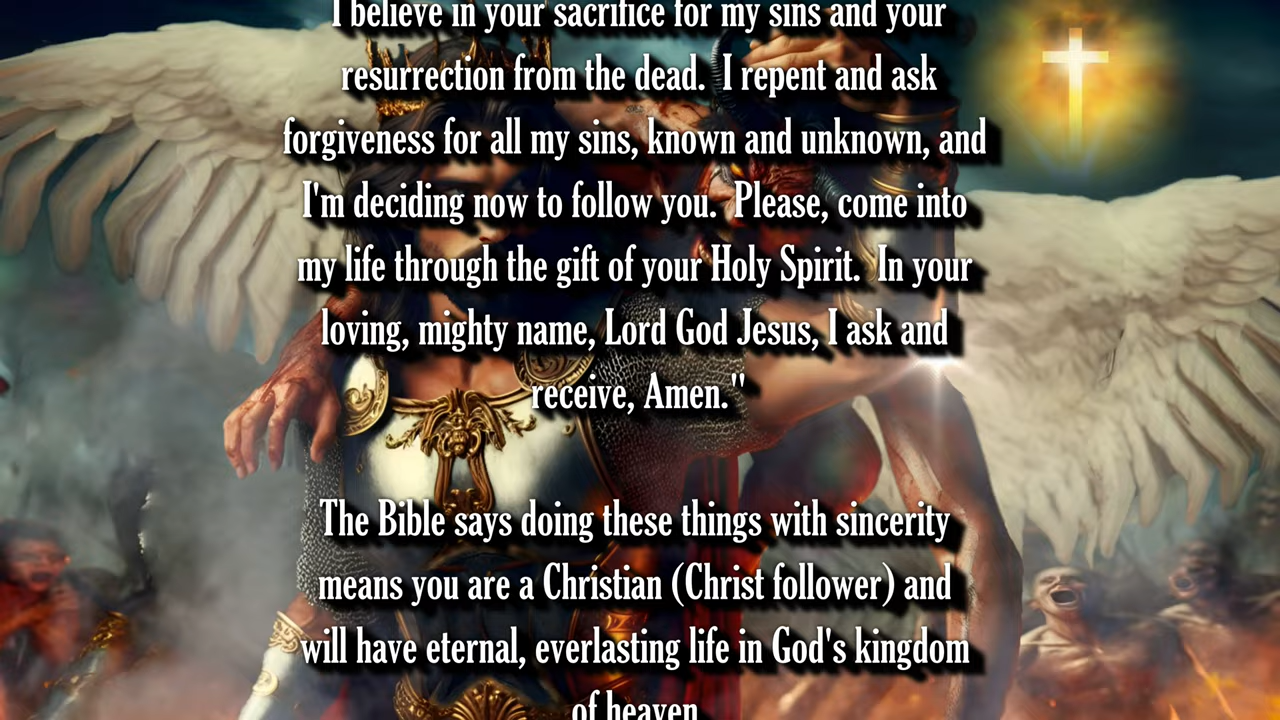 I believe in your sacrifice for my sins and your
resurrection from the dead.  I repent and ask
forgiveness for all my sins, known and unknown, and
I'm deciding now to follow you.  Please, come into
my life through the gift of your Holy Spirit.  In your
loving, mighty name, Lord God Jesus, I ask and
receive, Amen."
The Bible says doing these things with sincerity
means you are a Christian (Christ follower) and
will have eternal, everlasting life in God's kingdom
of heaven